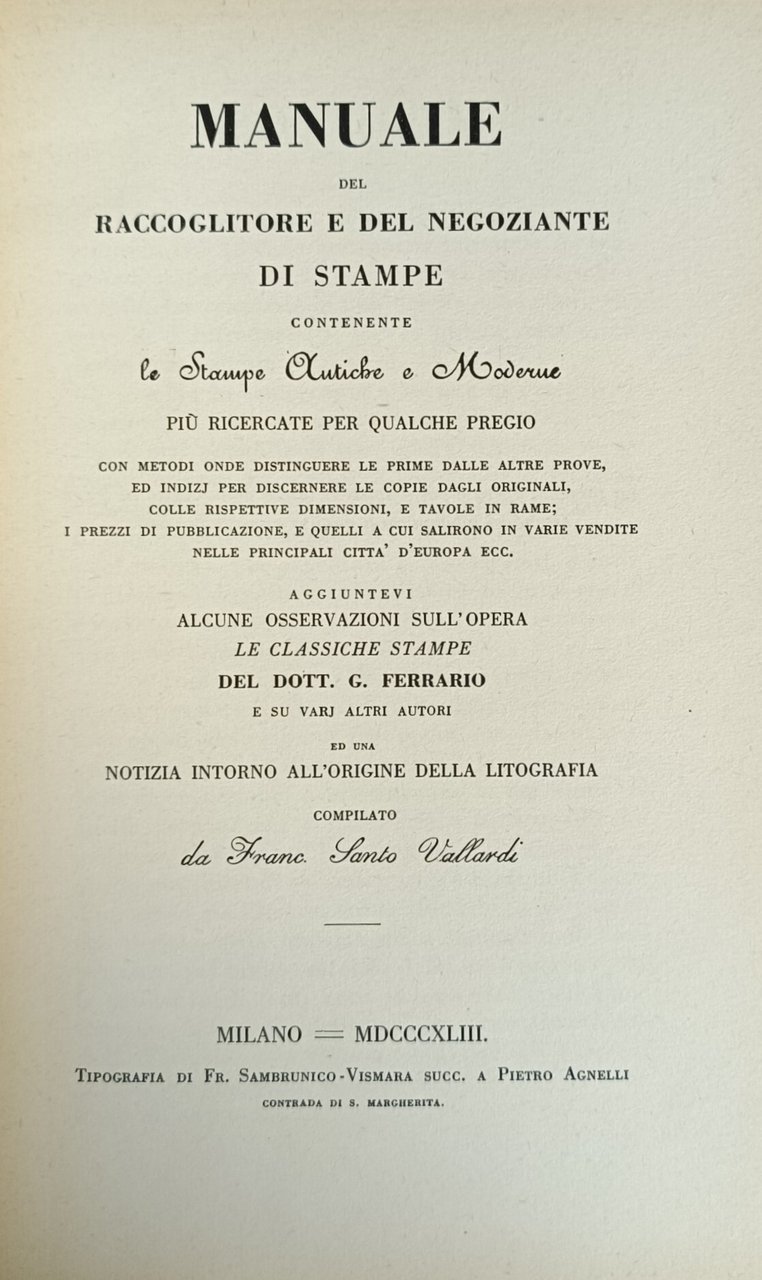 MANUALE
DEL
RACCOGLITORE E DEL NEGOZIANTE
DI STAMPE
CONTENENTE
le Stampe Antiche e Moderne
PIÙ RICERCATE PER QUALCHE PREGIO
CON METODI ONDE DISTINGUERE LE PRIME DALLE ALTRE PROVE,
ED INDIZJ PER DISCERNERE LE COPIE DAGLI ORIGINALI,
COLLE RISPETTIVE DIMENSIONI, E TAVOLE IN RAME;
I PREZZI DI PUBBLICAZIONE, E QUELLI A CUI SALIRONO IN VARIE VENDITE
NELLE PRINCIPALI CITTA' D'EUROPA ECC.
AGGIUNTEVI
ALCUNE OSSERVAZIONI SULL'OPERA
LE CLASSICHE STAMPE
DEL DOTT. G. FERRARIO
E SU VARJ ALTRI AUTORI
ED UNA
NOTIZIA INTORNO ALL'ORIGINE DELLA LITOGRAFIA
COMPILATO
da Franc. Santo Vallardi
MILANO = MDCCCXLIII.
TIPOGRAFIA DI FR. SAMBRUNICO-VISMARA SUCC. A PIETRO AGNELLI
CONTRADA DI S. MARGHERITA.